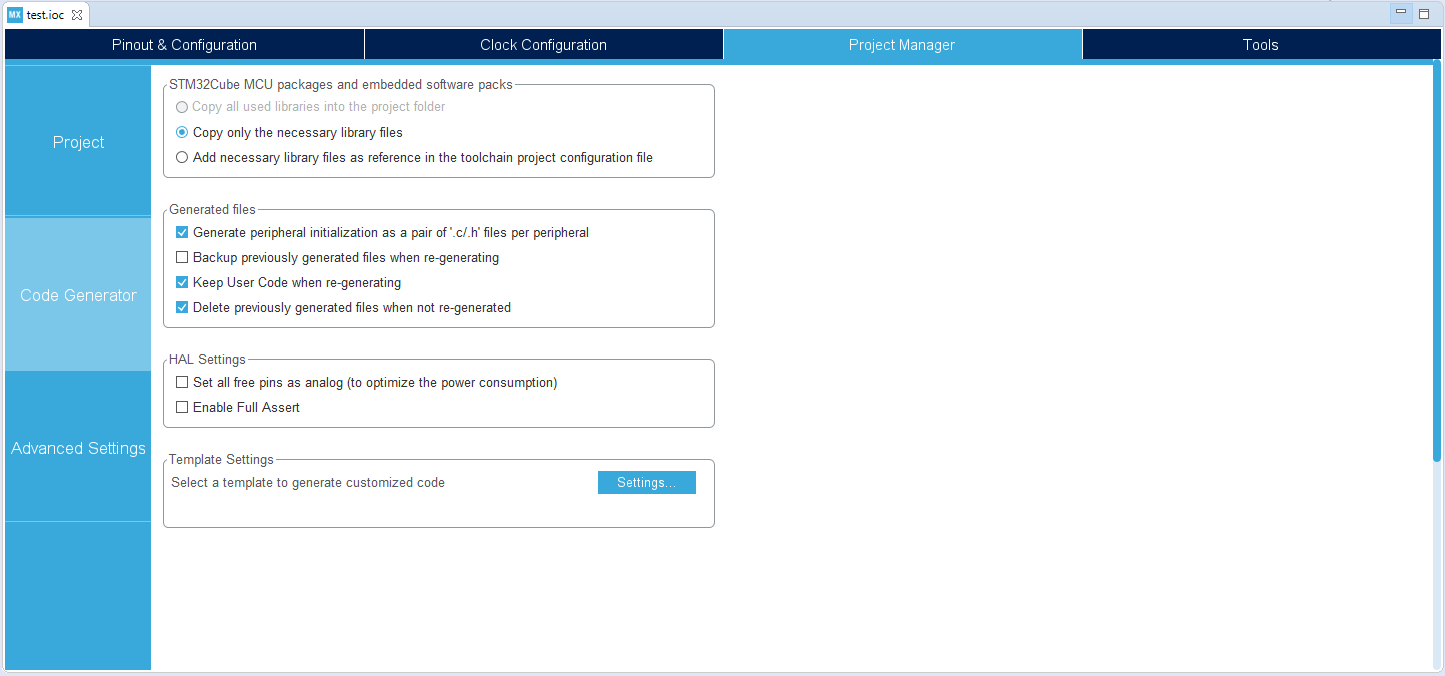 MX test.ioc
Pinout & Configuration
Clock Configuration
Project Manager
Tools
Project
Code Generator
Advanced Settings
STM32Cube MCU packages and embedded software packs
Copy all used libraries into the project folder
Copy only the necessary library files
Add necessary library files as reference in the toolchain project configuration file
Generated files
Generate peripheral initialization as a pair of '.c/.h' files per peripheral
Backup previously generated files when re-generating
Keep User Code when re-generating
Delete previously generated files when not re-generated
HAL Settings
Set all free pins as analog (to optimize the power consumption)
Enable Full Assert
Template Settings
Select a template to generate customized code
Settings...